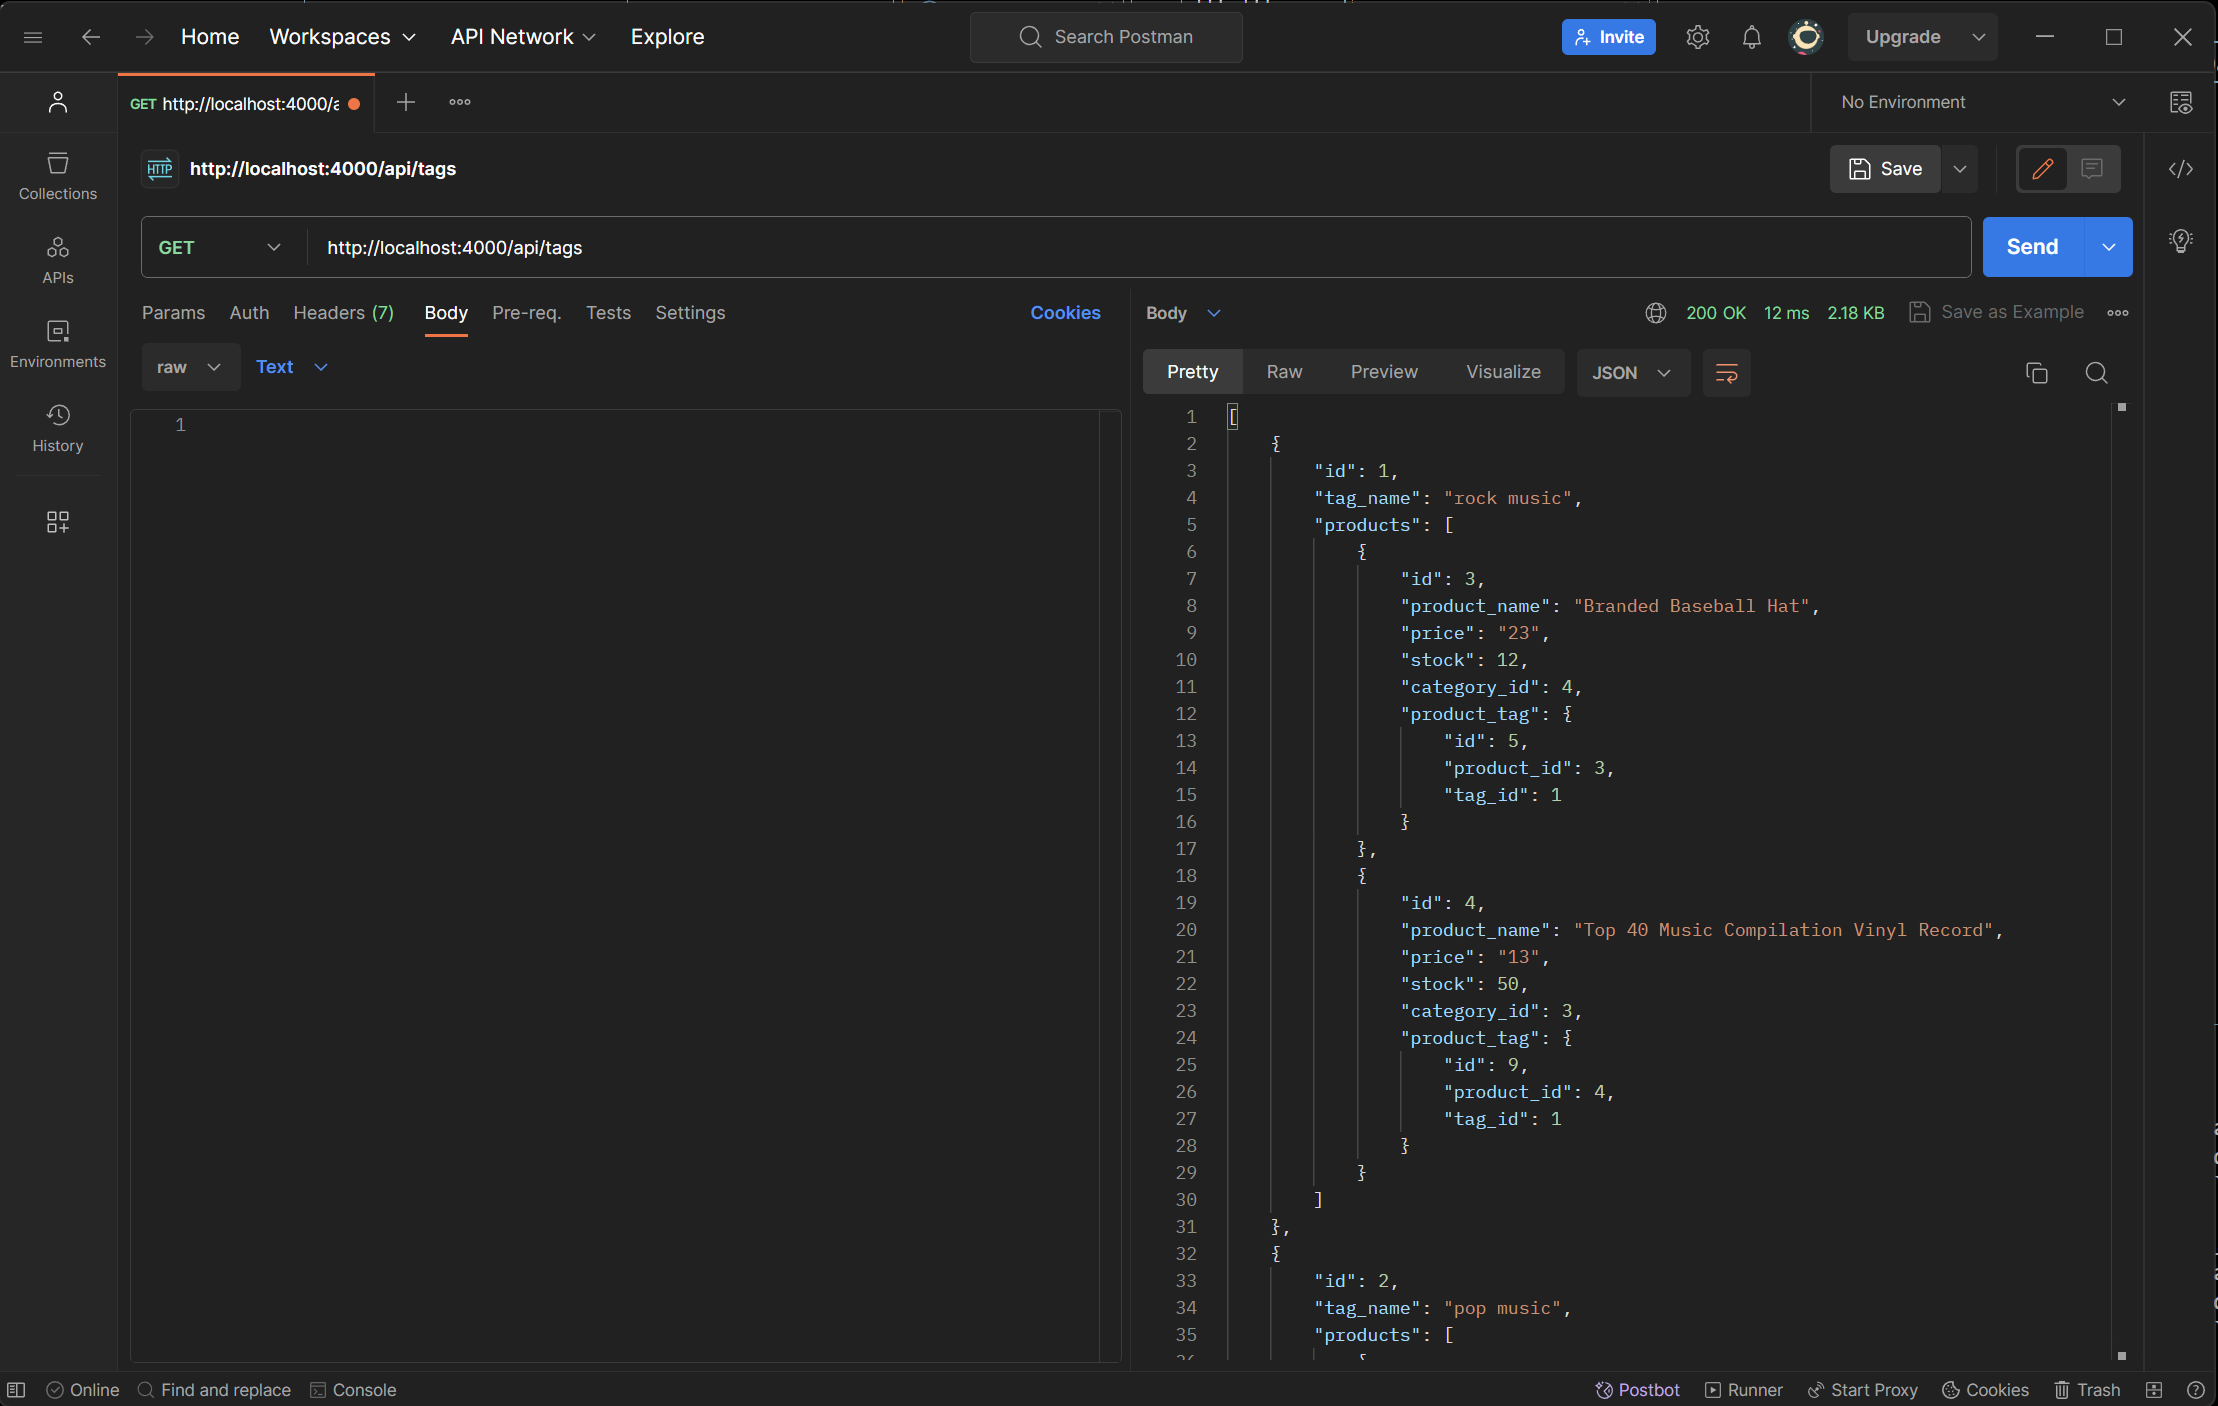 Home Workspaces API Network Explore Search Postman Invite Upgrade
GET http://localhost:4000/a No Environment
HTTP http://localhost:4000/api/tags Save
GET http://localhost:4000/api/tags Send
Collections
APIs
Environments
History
Params Auth Headers (7) Body Pre-req. Tests Settings Cookies
raw Text
1
Body 200 OK 12 ms 2.18 KB Save as Example
Pretty Raw Preview Visualize JSON
1 [
2 {
3 "id": 1,
4 "tag_name": "rock music",
5 "products": [
6 {
7 "id": 3,
8 "product_name": "Branded Baseball Hat",
9 "price": "23",
10 "stock": 12,
11 "category_id": 4,
12 "product_tag": {
13 "id": 5,
14 "product_id": 3,
15 "tag_id": 1
16 }
17 },
18 {
19 "id": 4,
20 "product_name": "Top 40 Music Compilation Vinyl Record",
21 "price": "13",
22 "stock": 50,
23 "category_id": 3,
24 "product_tag": {
25 "id": 9,
26 "product_id": 4,
27 "tag_id": 1
28 }
29 }
30 ]
31 },
32 {
33 "id": 2,
34 "tag_name": "pop music",
35 "products": [
Online Find and replace Console Postbot Runner Start Proxy Cookies Trash